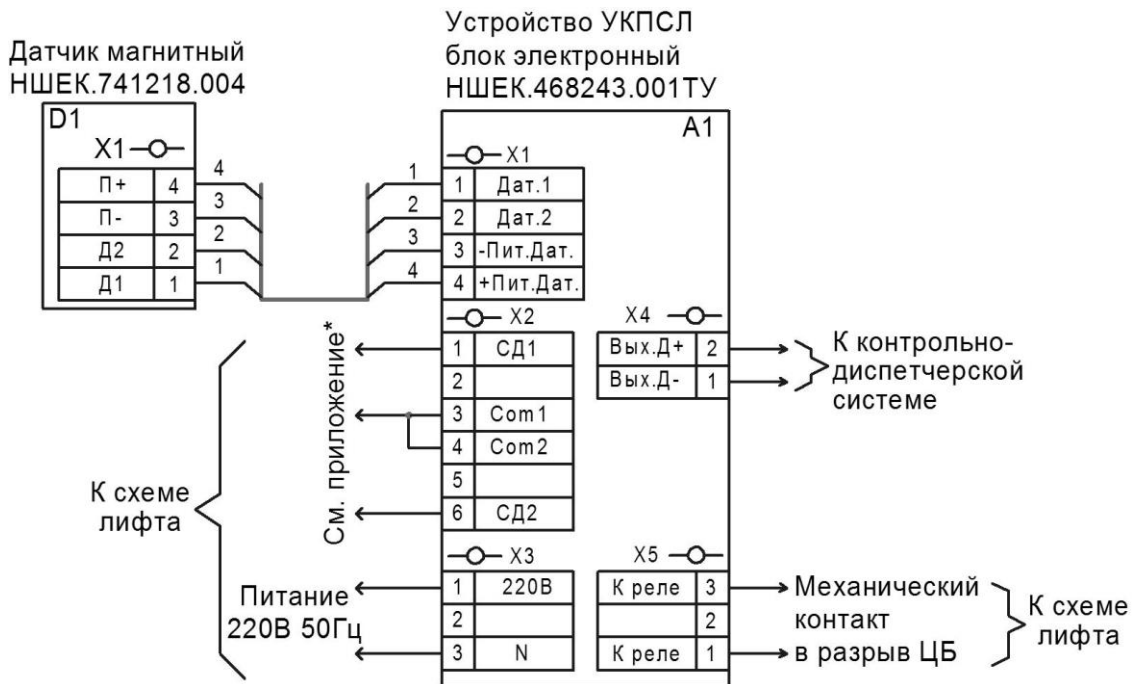 Устройство УКПСЛ
блок электронный
НШЕК.468243.001ТУ
Датчик магнитный
НШЕК.741218.004
D1
X1
П+ 4 4
П- 3 3
Д2 2 2
Д1 1 1
A1
X1
1 1 Дат.1
2 2 Дат.2
3 3 -Пит.Дат.
4 4 +Пит.Дат.
X2
1 СД1
2
3 Com1
4 Com2
5
6 СД2
См. приложение*
К схеме
лифта
X4
Вых.Д+ 2
Вых.Д- 1
К контрольно-
диспетчерской
системе
X3
1 220В
2
3 N
Питание
220В 50Гц
X5
К реле 3
2
К реле 1
Механический
контакт
в разрыв ЦБ
К схеме
лифта